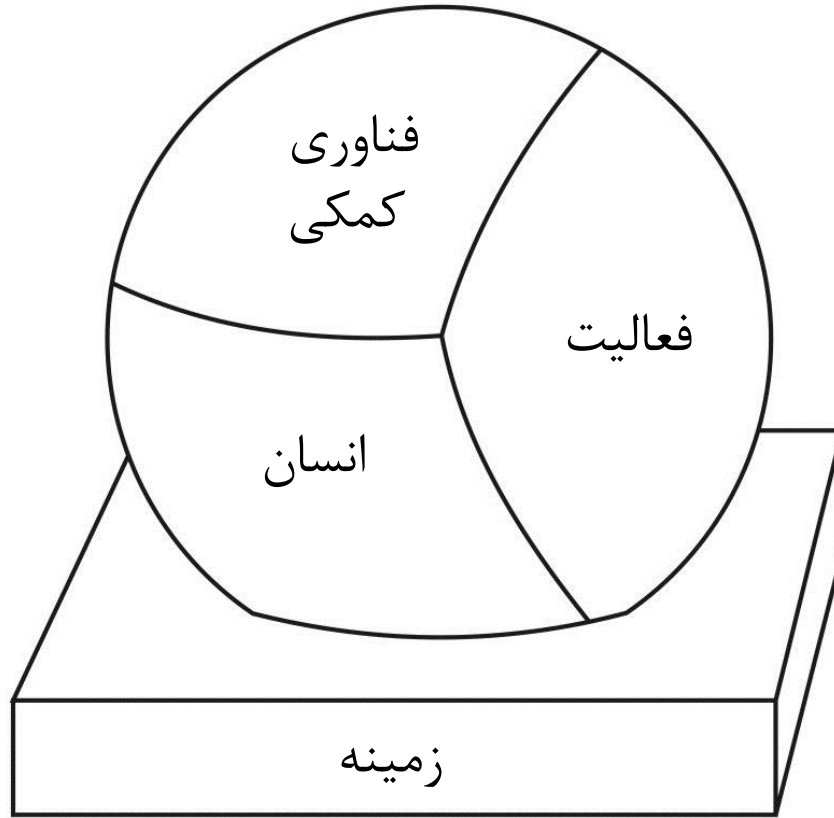 فناوری
کمکی
فعالیت
انسان
زمینه